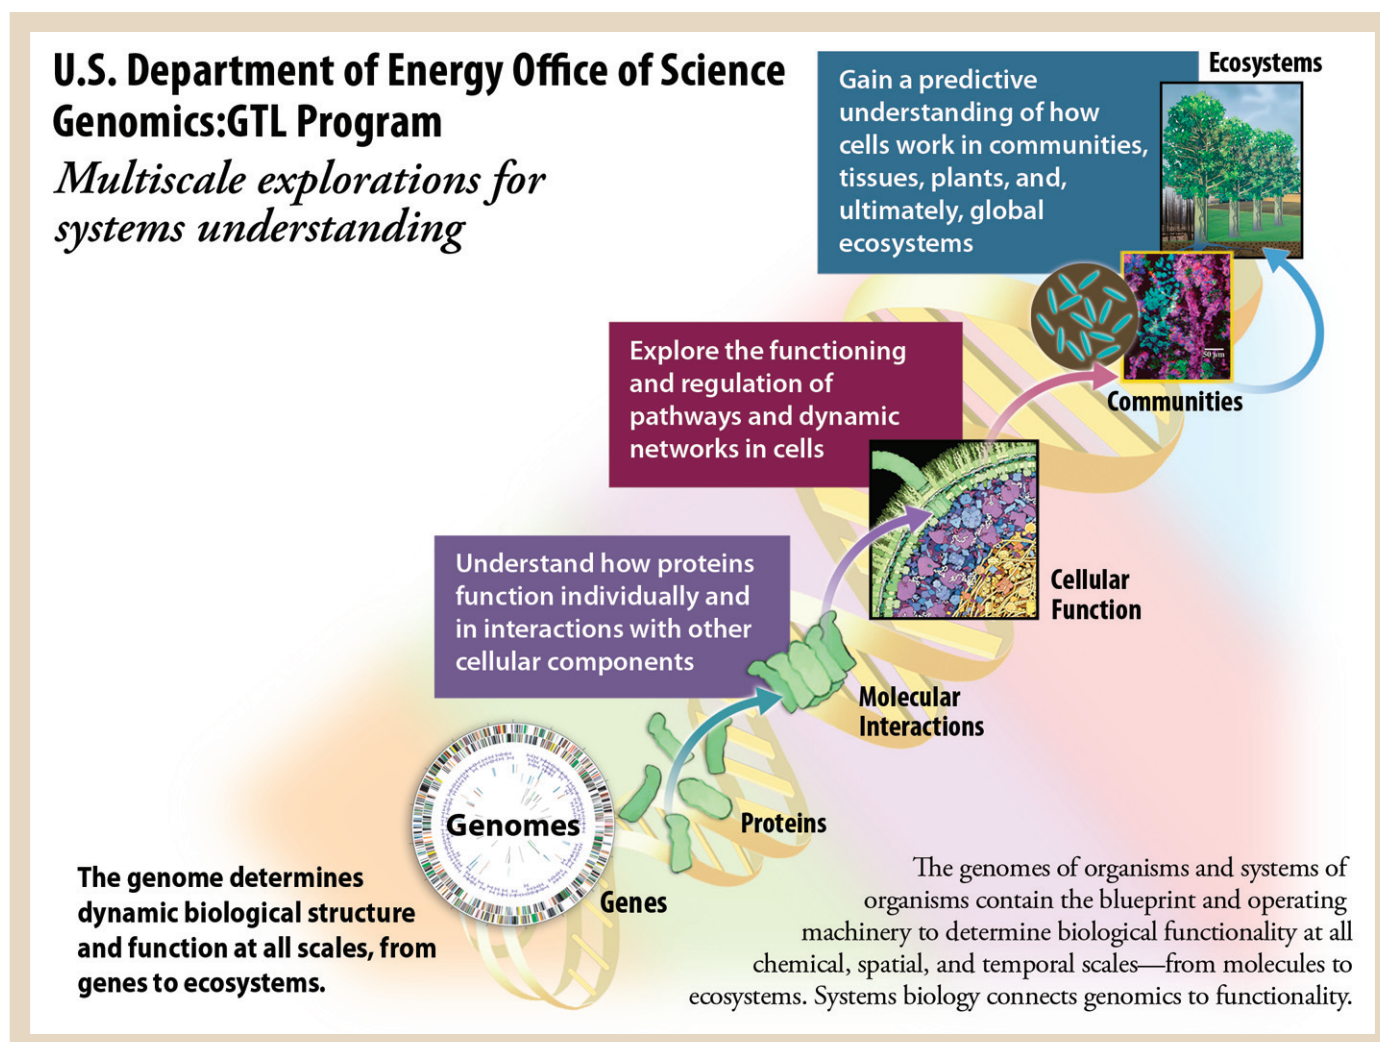 U.S. Department of Energy Office of Science
Genomics:GTL Program
Multiscale explorations for
systems understanding
Ecosystems
Gain a predictive
understanding of how
cells work in communities,
tissues, plants, and,
ultimately, global
ecosystems
50 µm
Communities
Explore the functioning
and regulation of
pathways and dynamic
networks in cells
Cellular
Function
Understand how proteins
function individually and
in interactions with other
cellular components
Molecular
Interactions
Proteins
Genomes
Genes
The genome determines
dynamic biological structure
and function at all scales, from
genes to ecosystems.
The genomes of organisms and systems of
organisms contain the blueprint and operating
machinery to determine biological functionality at all
chemical, spatial, and temporal scales—from molecules to
ecosystems. Systems biology connects genomics to functionality.